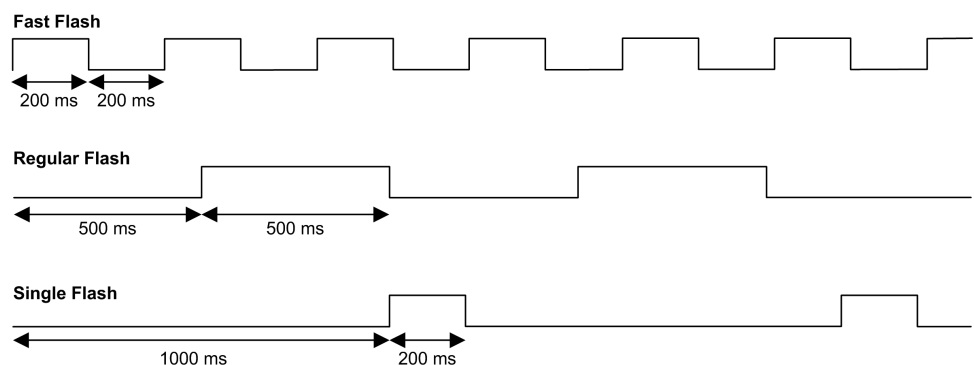 Fast Flash
200 ms 200 ms
Regular Flash
500 ms 500 ms
Single Flash
1000 ms 200 ms